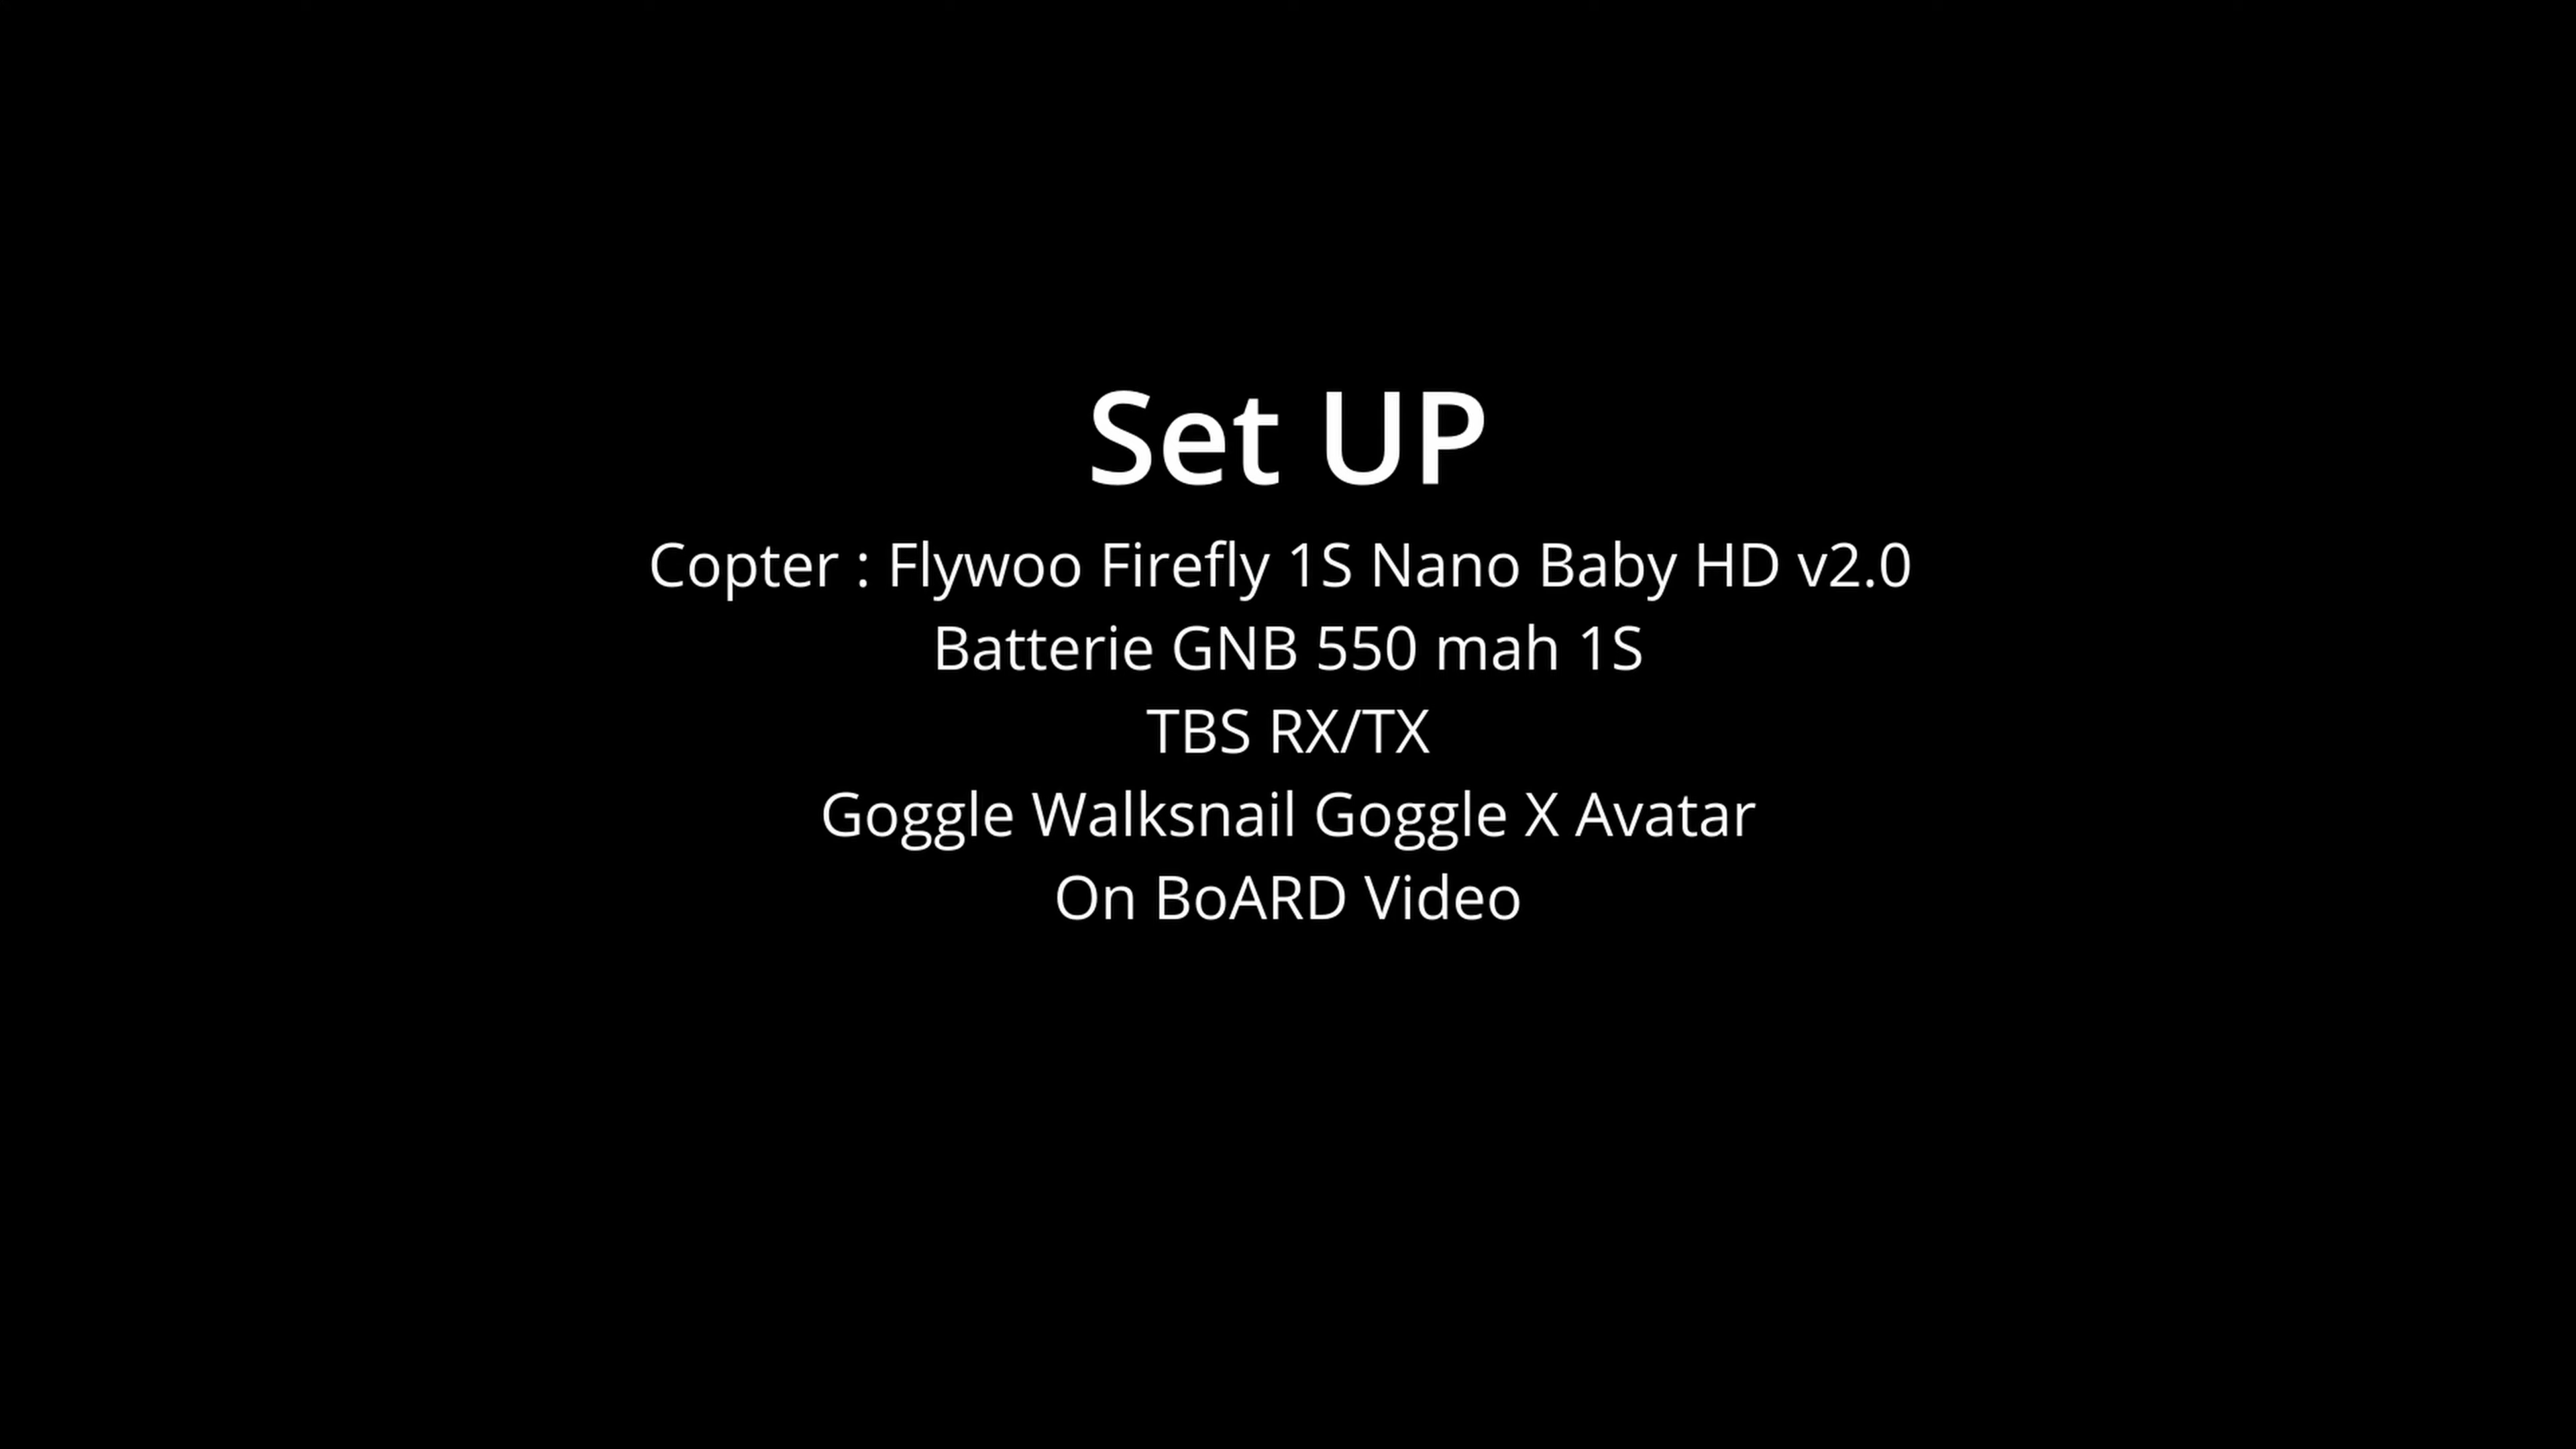 Set UP
Copter : Flywoo Firefly 1S Nano Baby HD v2.0
Batterie GNB 550 mah 1S
TBS RX/TX
Goggle Walksnail Goggle X Avatar
On BoARD Video